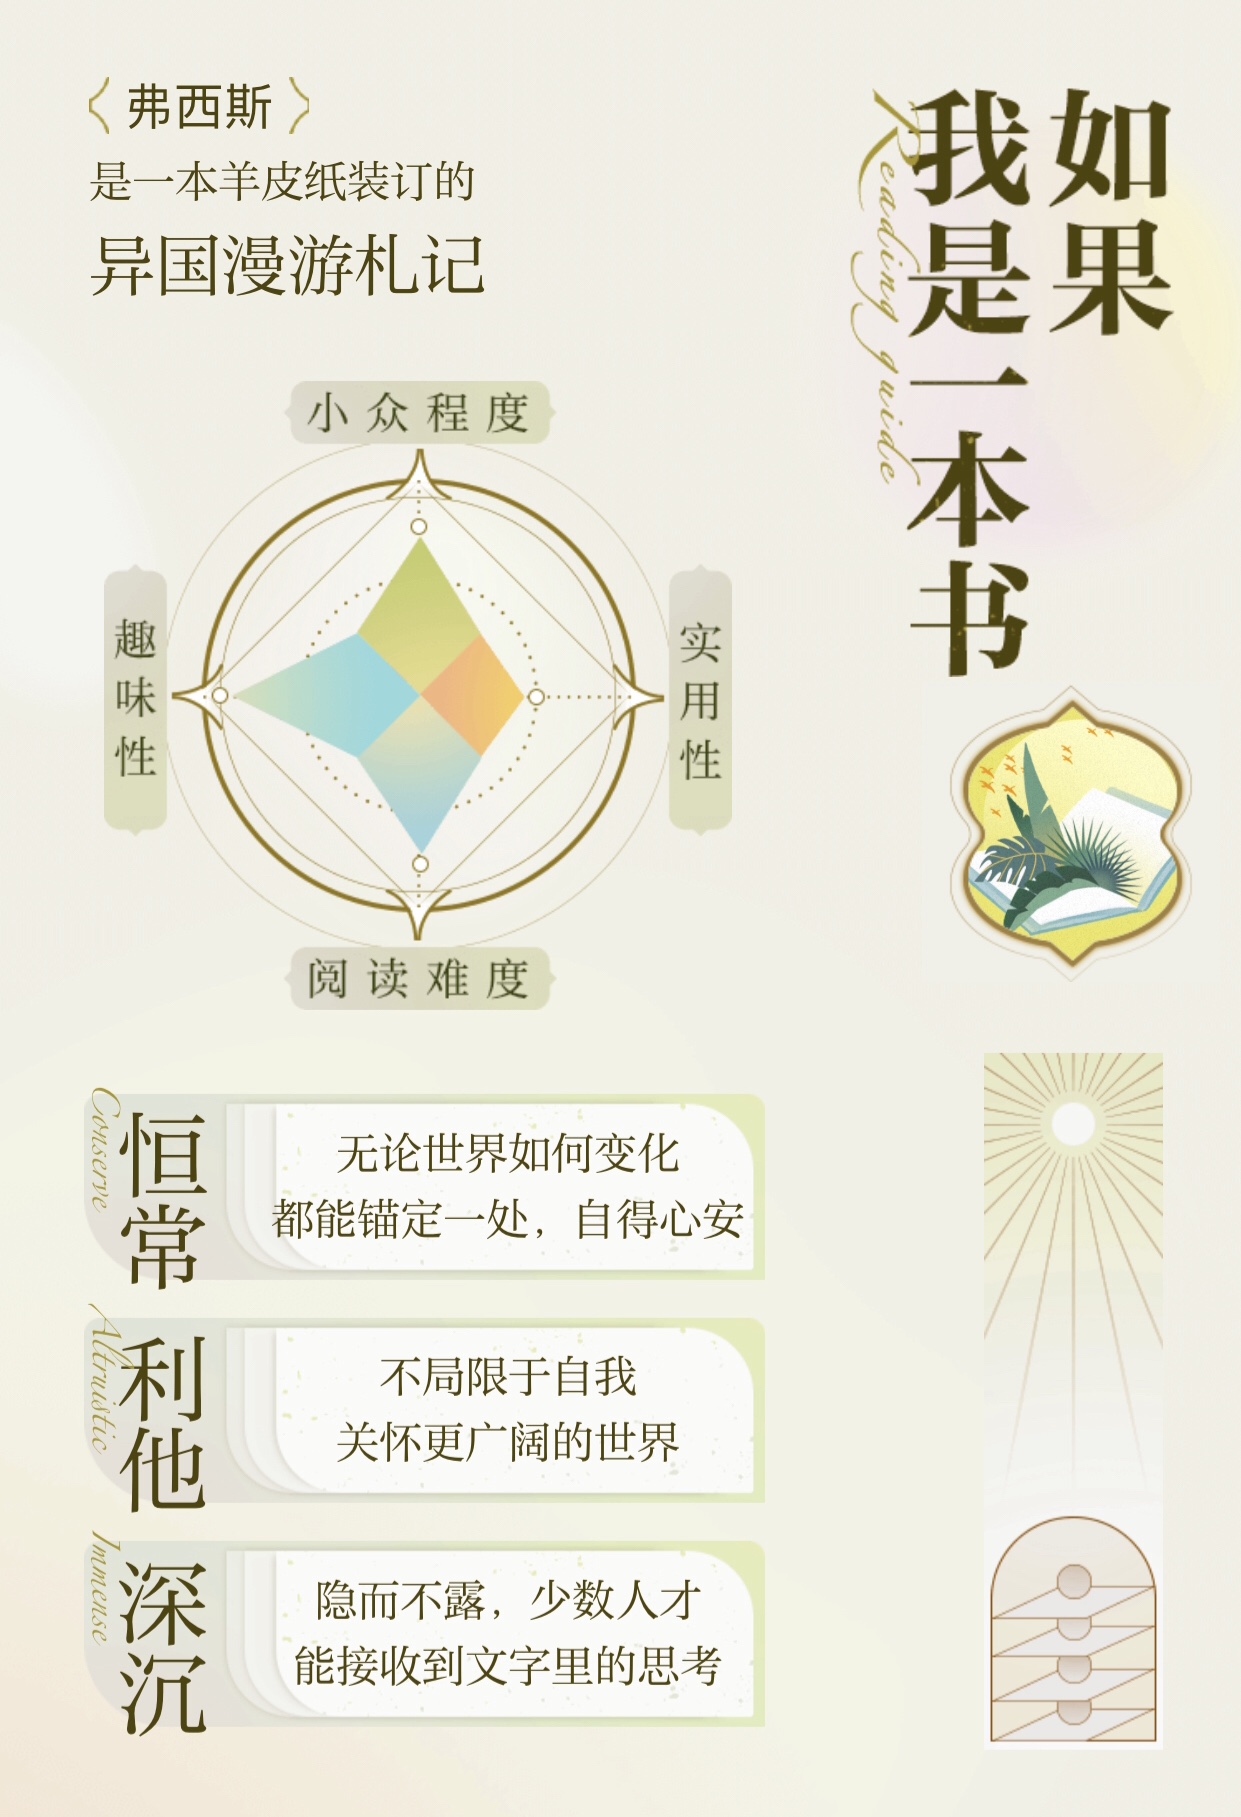 如果
我是一本书
Reading guide
弗西斯
是一本羊皮纸装订的
异国漫游札记
小众程度
趣味性
实用性
阅读难度
恒常
Conserve
无论世界如何变化
都能锚定一处，自得心安
利他
Altruistic
不局限于自我
关怀更广阔的世界
深沉
Immense
隐而不露，少数人才
能接收到文字里的思考